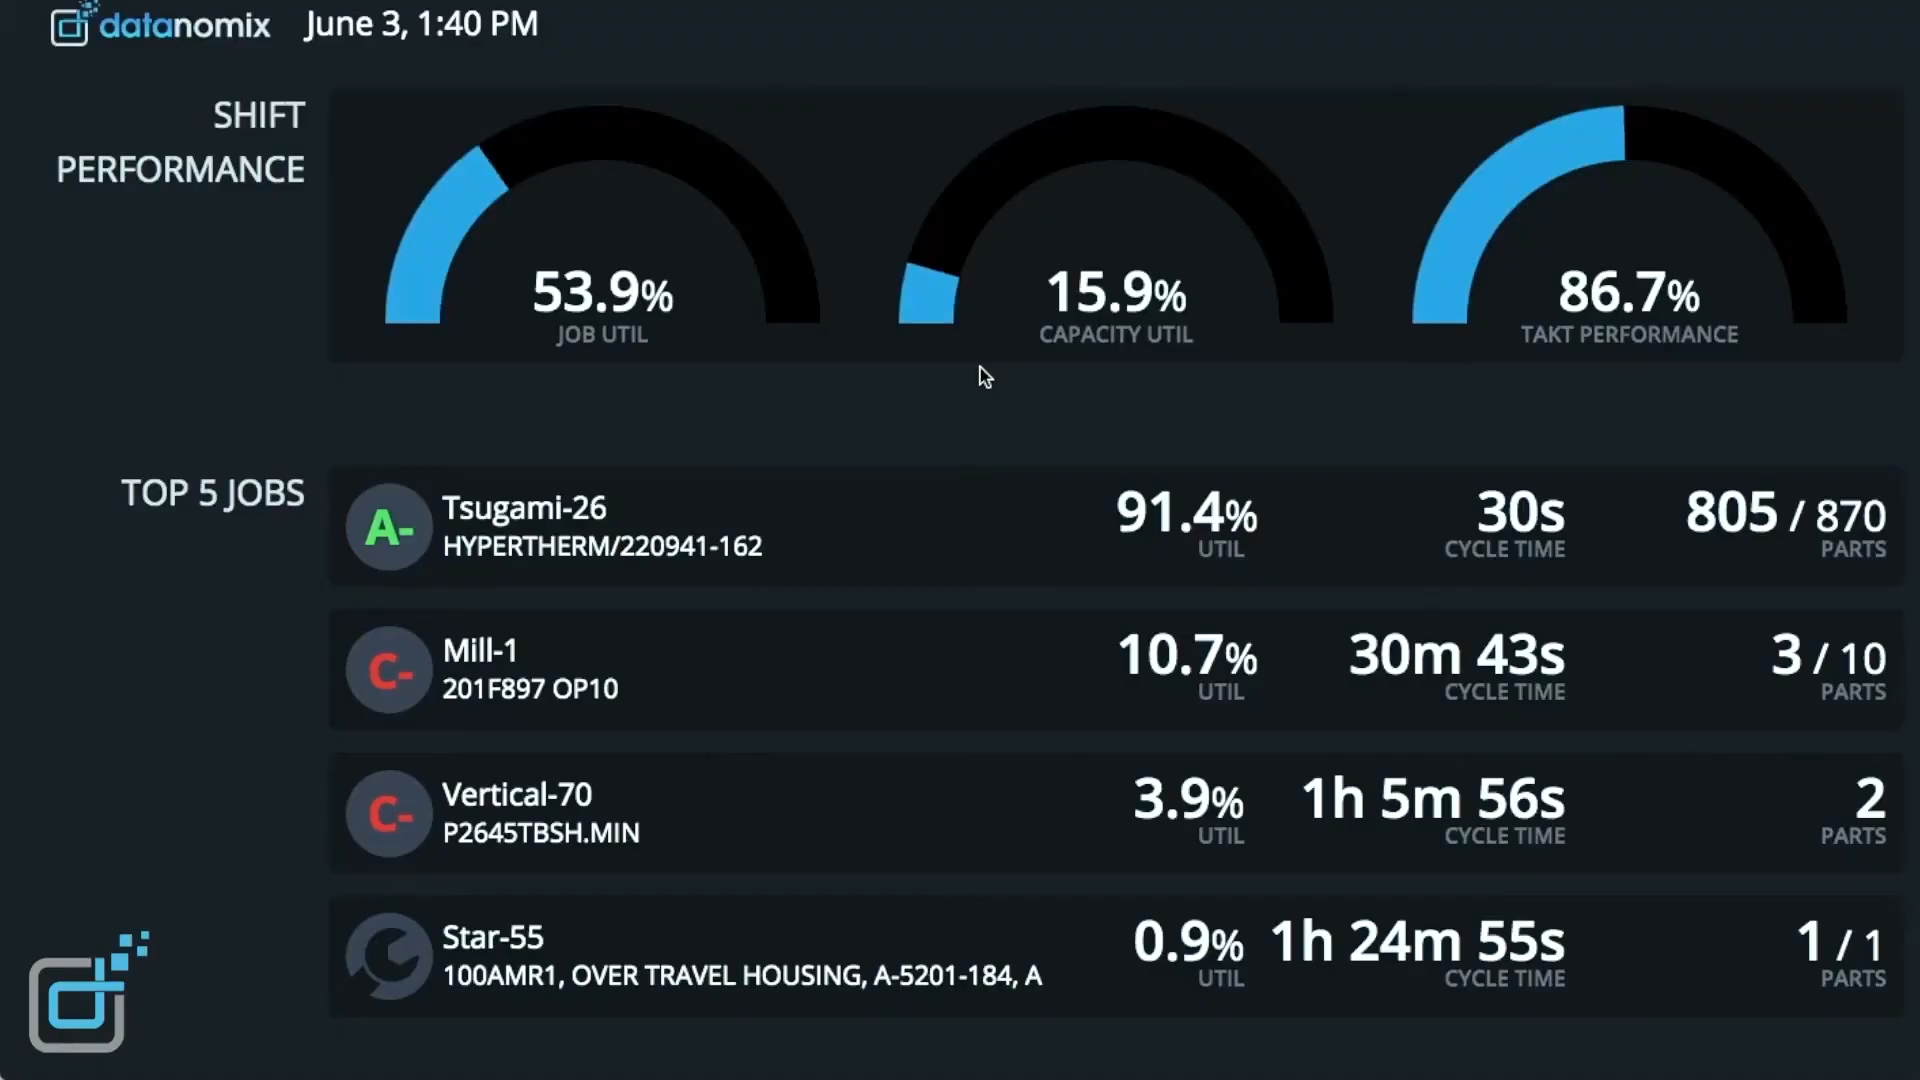 datanomix June 3, 1:40 PM
SHIFT
PERFORMANCE
53.9%
JOB UTIL
15.9%
CAPACITY UTIL
86.7%
TAKT PERFORMANCE
TOP 5 JOBS
A- Tsugami-26 91.4% 30s 805 / 870
HYPERTHERM/220941-162 UTIL CYCLE TIME PARTS
C- Mill-1 10.7% 30m 43s 3 / 10
201F897 OP10 UTIL CYCLE TIME PARTS
C- Vertical-70 3.9% 1h 5m 56s 2
P2645TBSH.MIN UTIL CYCLE TIME PARTS
Star-55 0.9% 1h 24m 55s 1 / 1
100AMR1, OVER TRAVEL HOUSING, A-5201-184, A UTIL CYCLE TIME PARTS